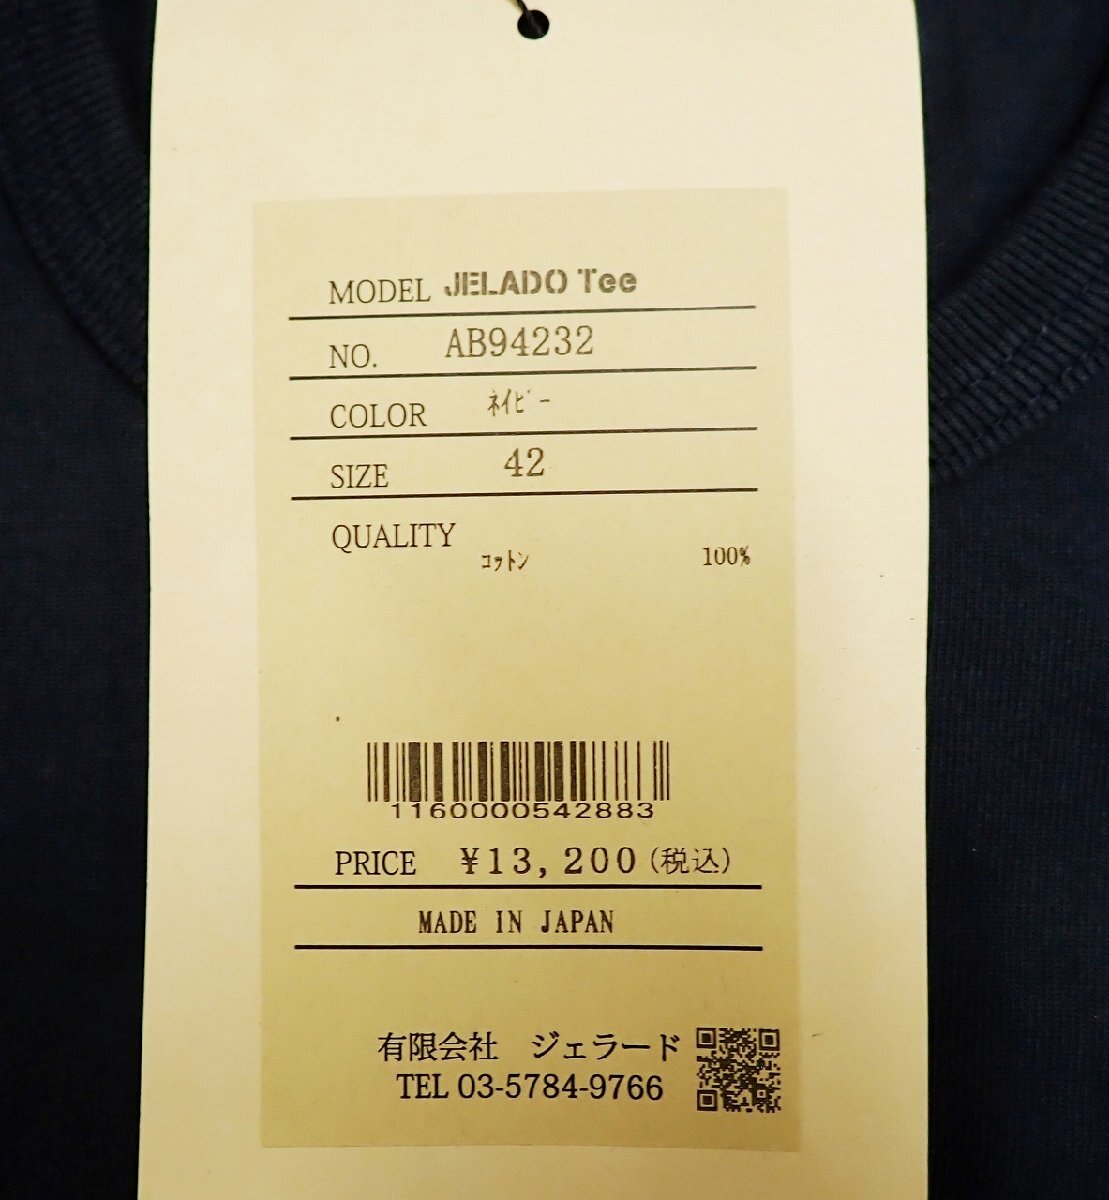 MODEL JELADO Tee
NO. AB94232
COLOR ﾈｲﾋﾞｰ
SIZE 42
QUALITY
ｺｯﾄﾝ 100%
1160000542883
PRICE ¥13,200(税込)
MADE IN JAPAN
有限会社 ジェラード
TEL 03-5784-9766